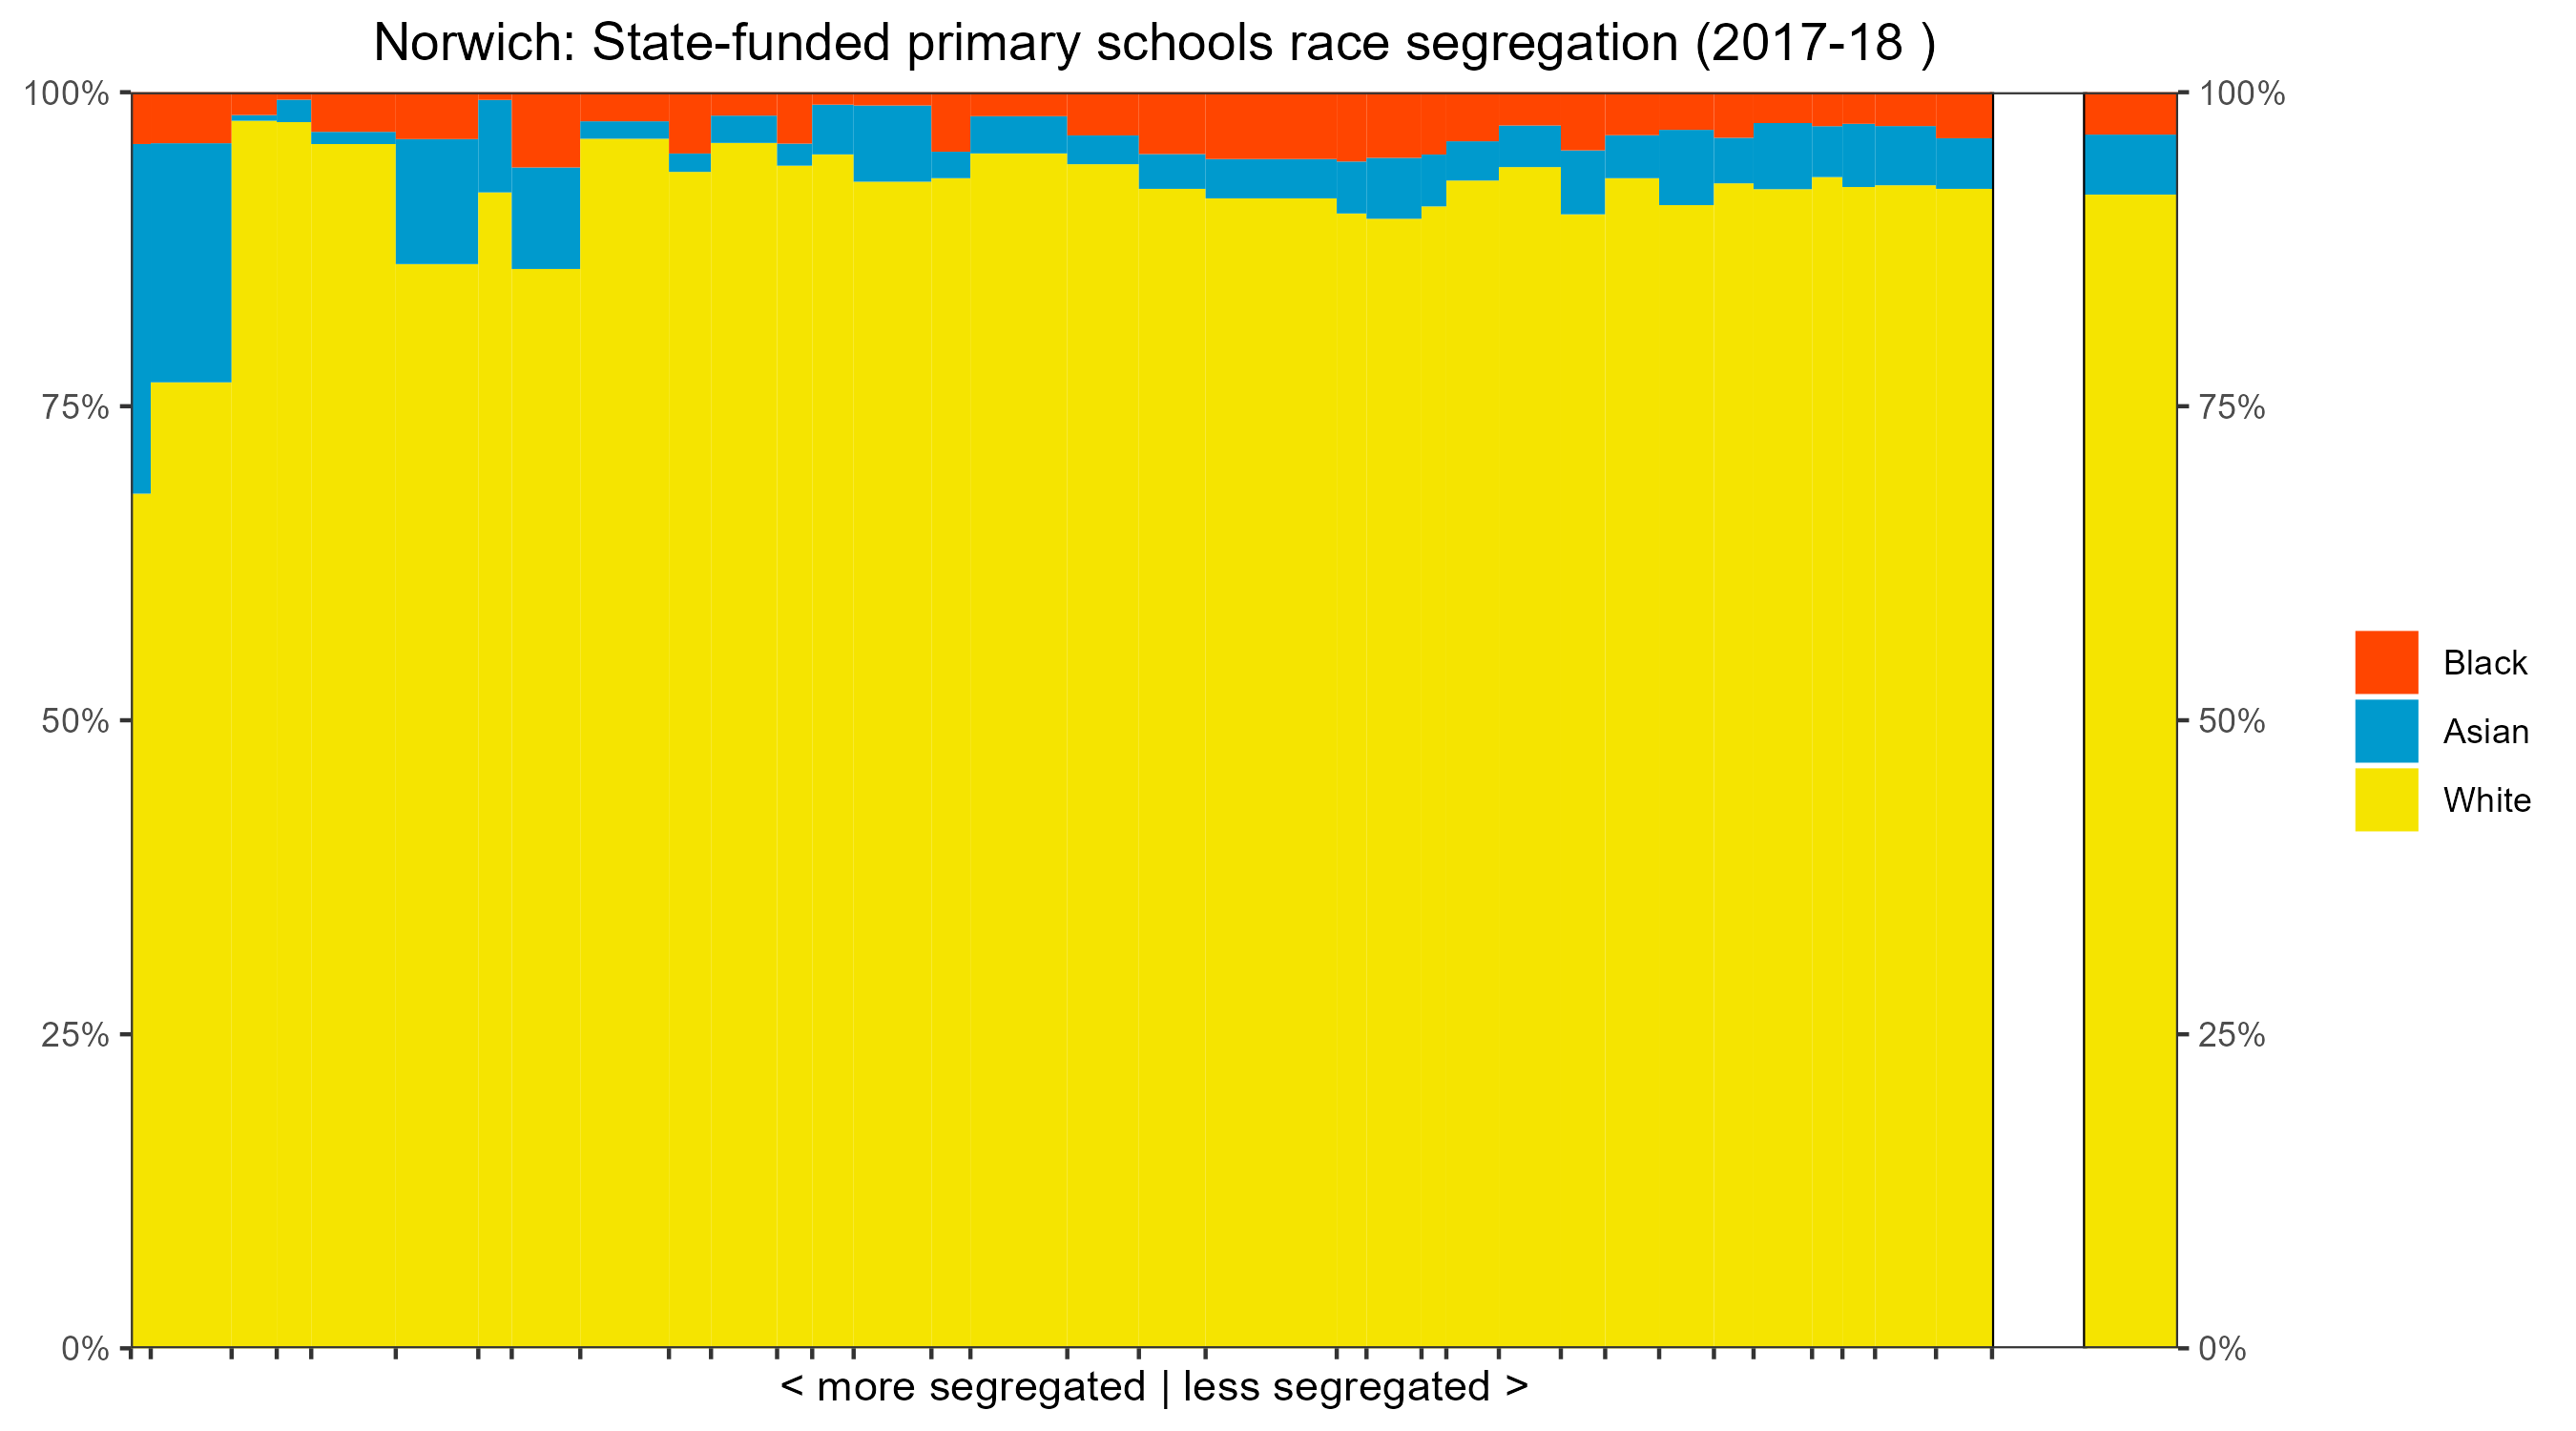 Norwich: State-funded primary schools race segregation (2017-18 )
100%
75%
50%
25%
0%
100%
75%
50%
25%
0%
Black
Asian
White
< more segregated | less segregated >